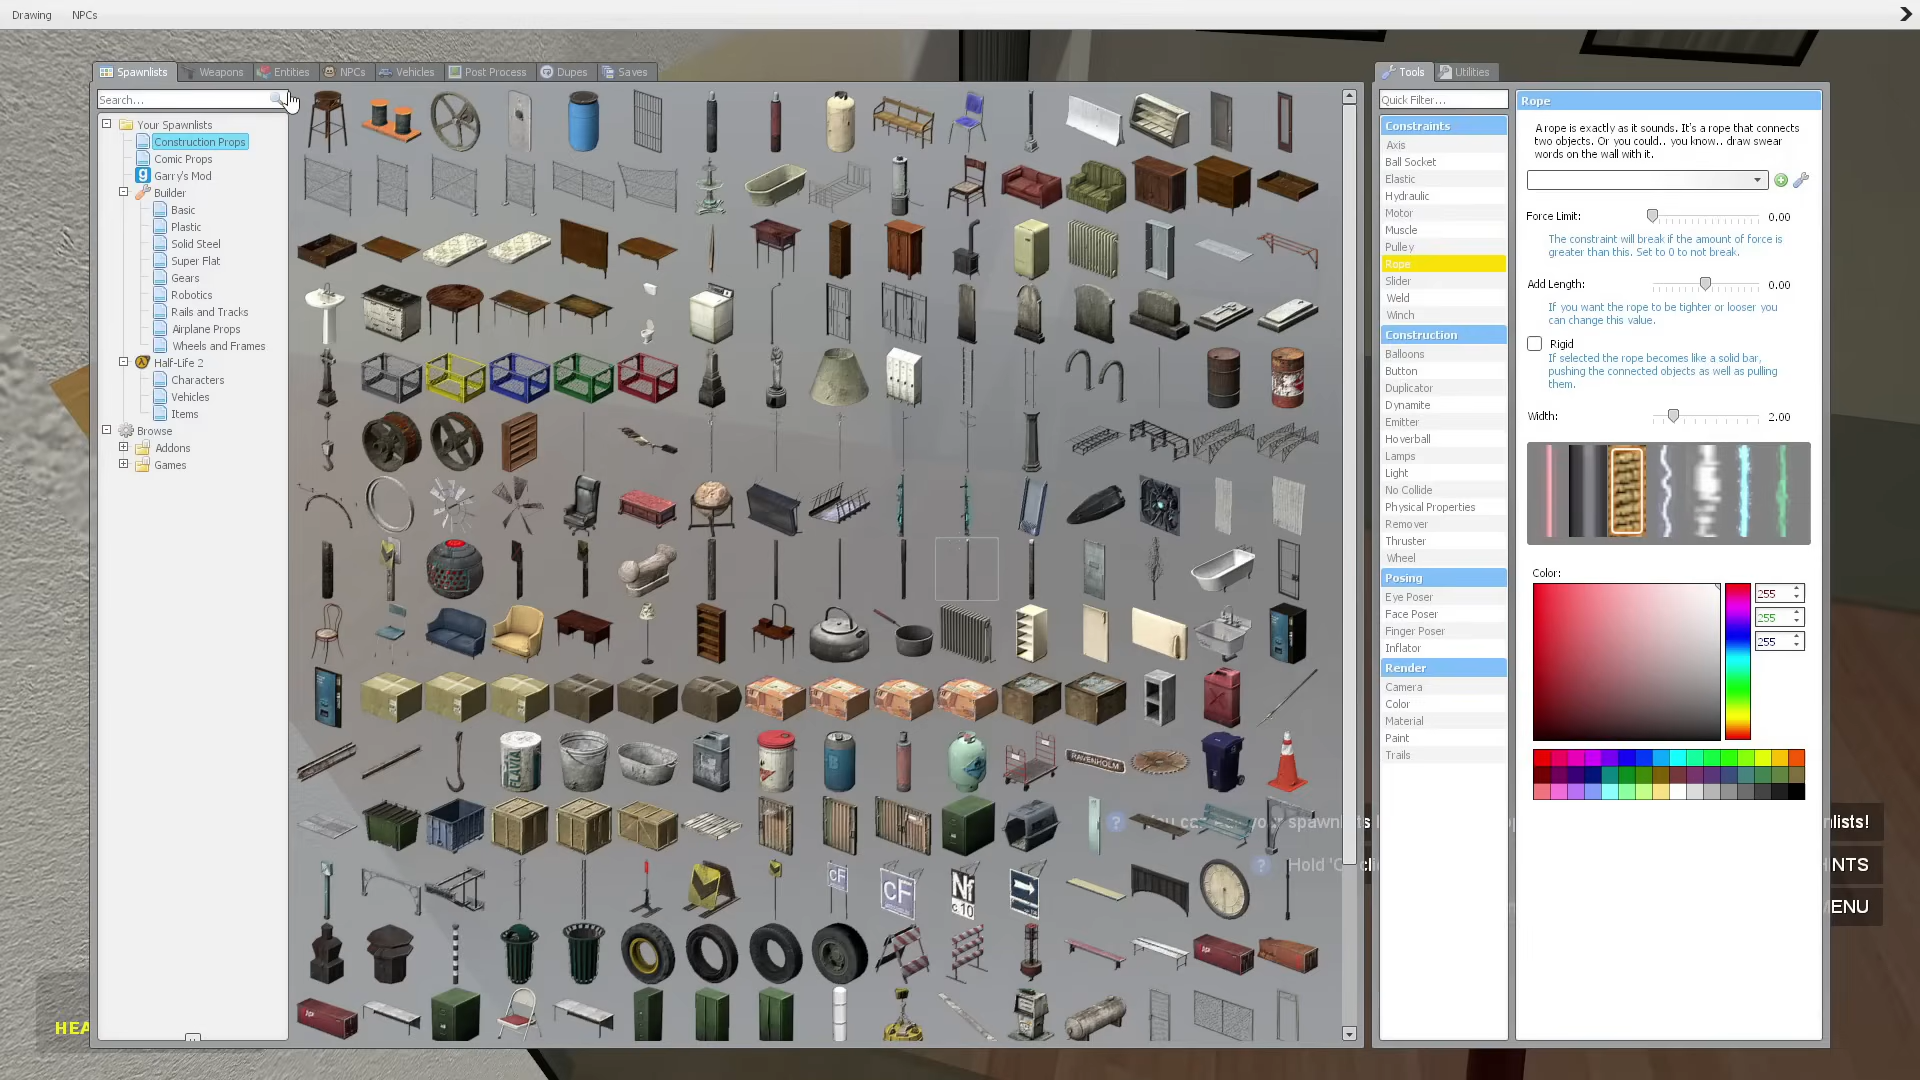 Drawing NPCs
Spawnlists Weapons Entities NPCs Vehicles Post Process Dupes Saves
Tools Utilities
Search...
Your Spawnlists
Construction Props
Comic Props
Garry's Mod
Builder
Basic
Plastic
Solid Steel
Super Flat
Gears
Robotics
Rails and Tracks
Airplane Props
Wheels and Frames
Half-Life 2
Characters
Vehicles
Items
Browse
Addons
Games
RAVENHOLM
cF
cF
Nf
c 10
Quick Filter...
Constraints
Axis
Ball Socket
Elastic
Hydraulic
Motor
Muscle
Pulley
Rope
Slider
Weld
Winch
Construction
Balloons
Button
Duplicator
Dynamite
Emitter
Hoverball
Lamps
Light
No Collide
Physical Properties
Remover
Thruster
Wheel
Posing
Eye Poser
Face Poser
Finger Poser
Inflator
Render
Camera
Color
Material
Paint
Trails
Rope
A rope is exactly as it sounds. It's a rope that connects
two objects. Or you could.. you know.. draw swear
words on the wall with it.
Force Limit: 0.00
The constraint will break if the amount of force is
greater than this. Set to 0 to not break.
Add Length: 0.00
If you want the rope to be tighter or looser you
can change this value.
Rigid
If selected the rope becomes like a solid bar,
pushing the connected objects as well as pulling
them.
Width: 2.00
Color:
255
255
255
your spawnlists
nlists!
Hold
INTS
MENU
HEA